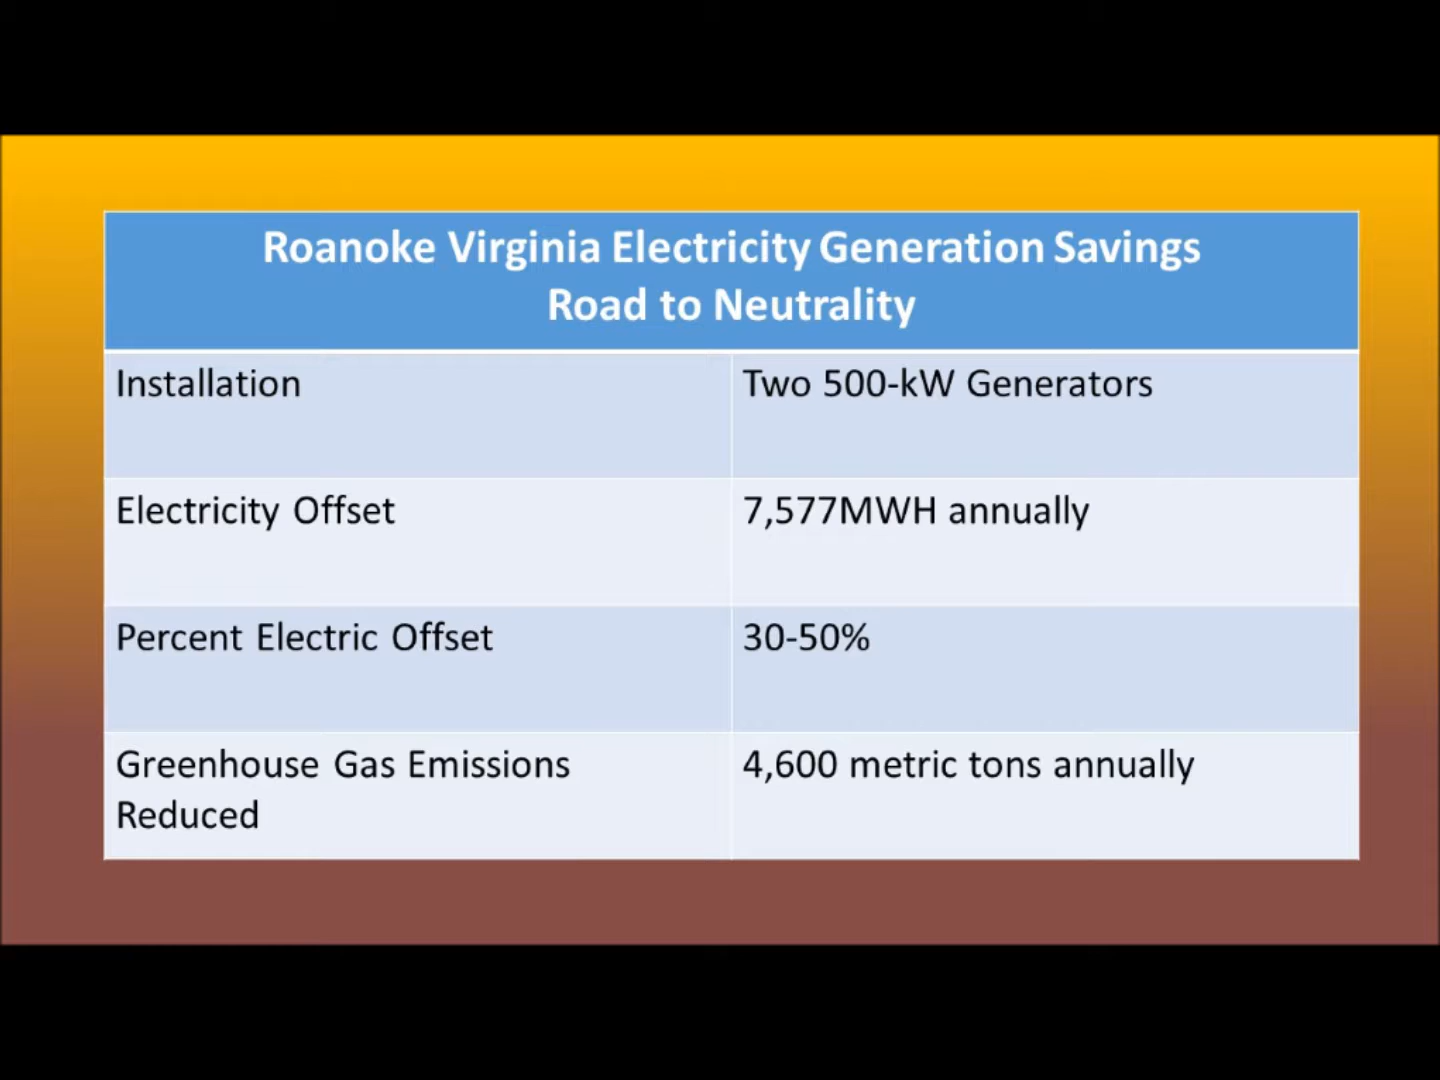 Roanoke Virginia Electricity Generation Savings
Road to Neutrality
Installation
Two 500-kW Generators
Electricity Offset
7,577MWH annually
Percent Electric Offset
30-50%
Greenhouse Gas Emissions
Reduced
4,600 metric tons annually